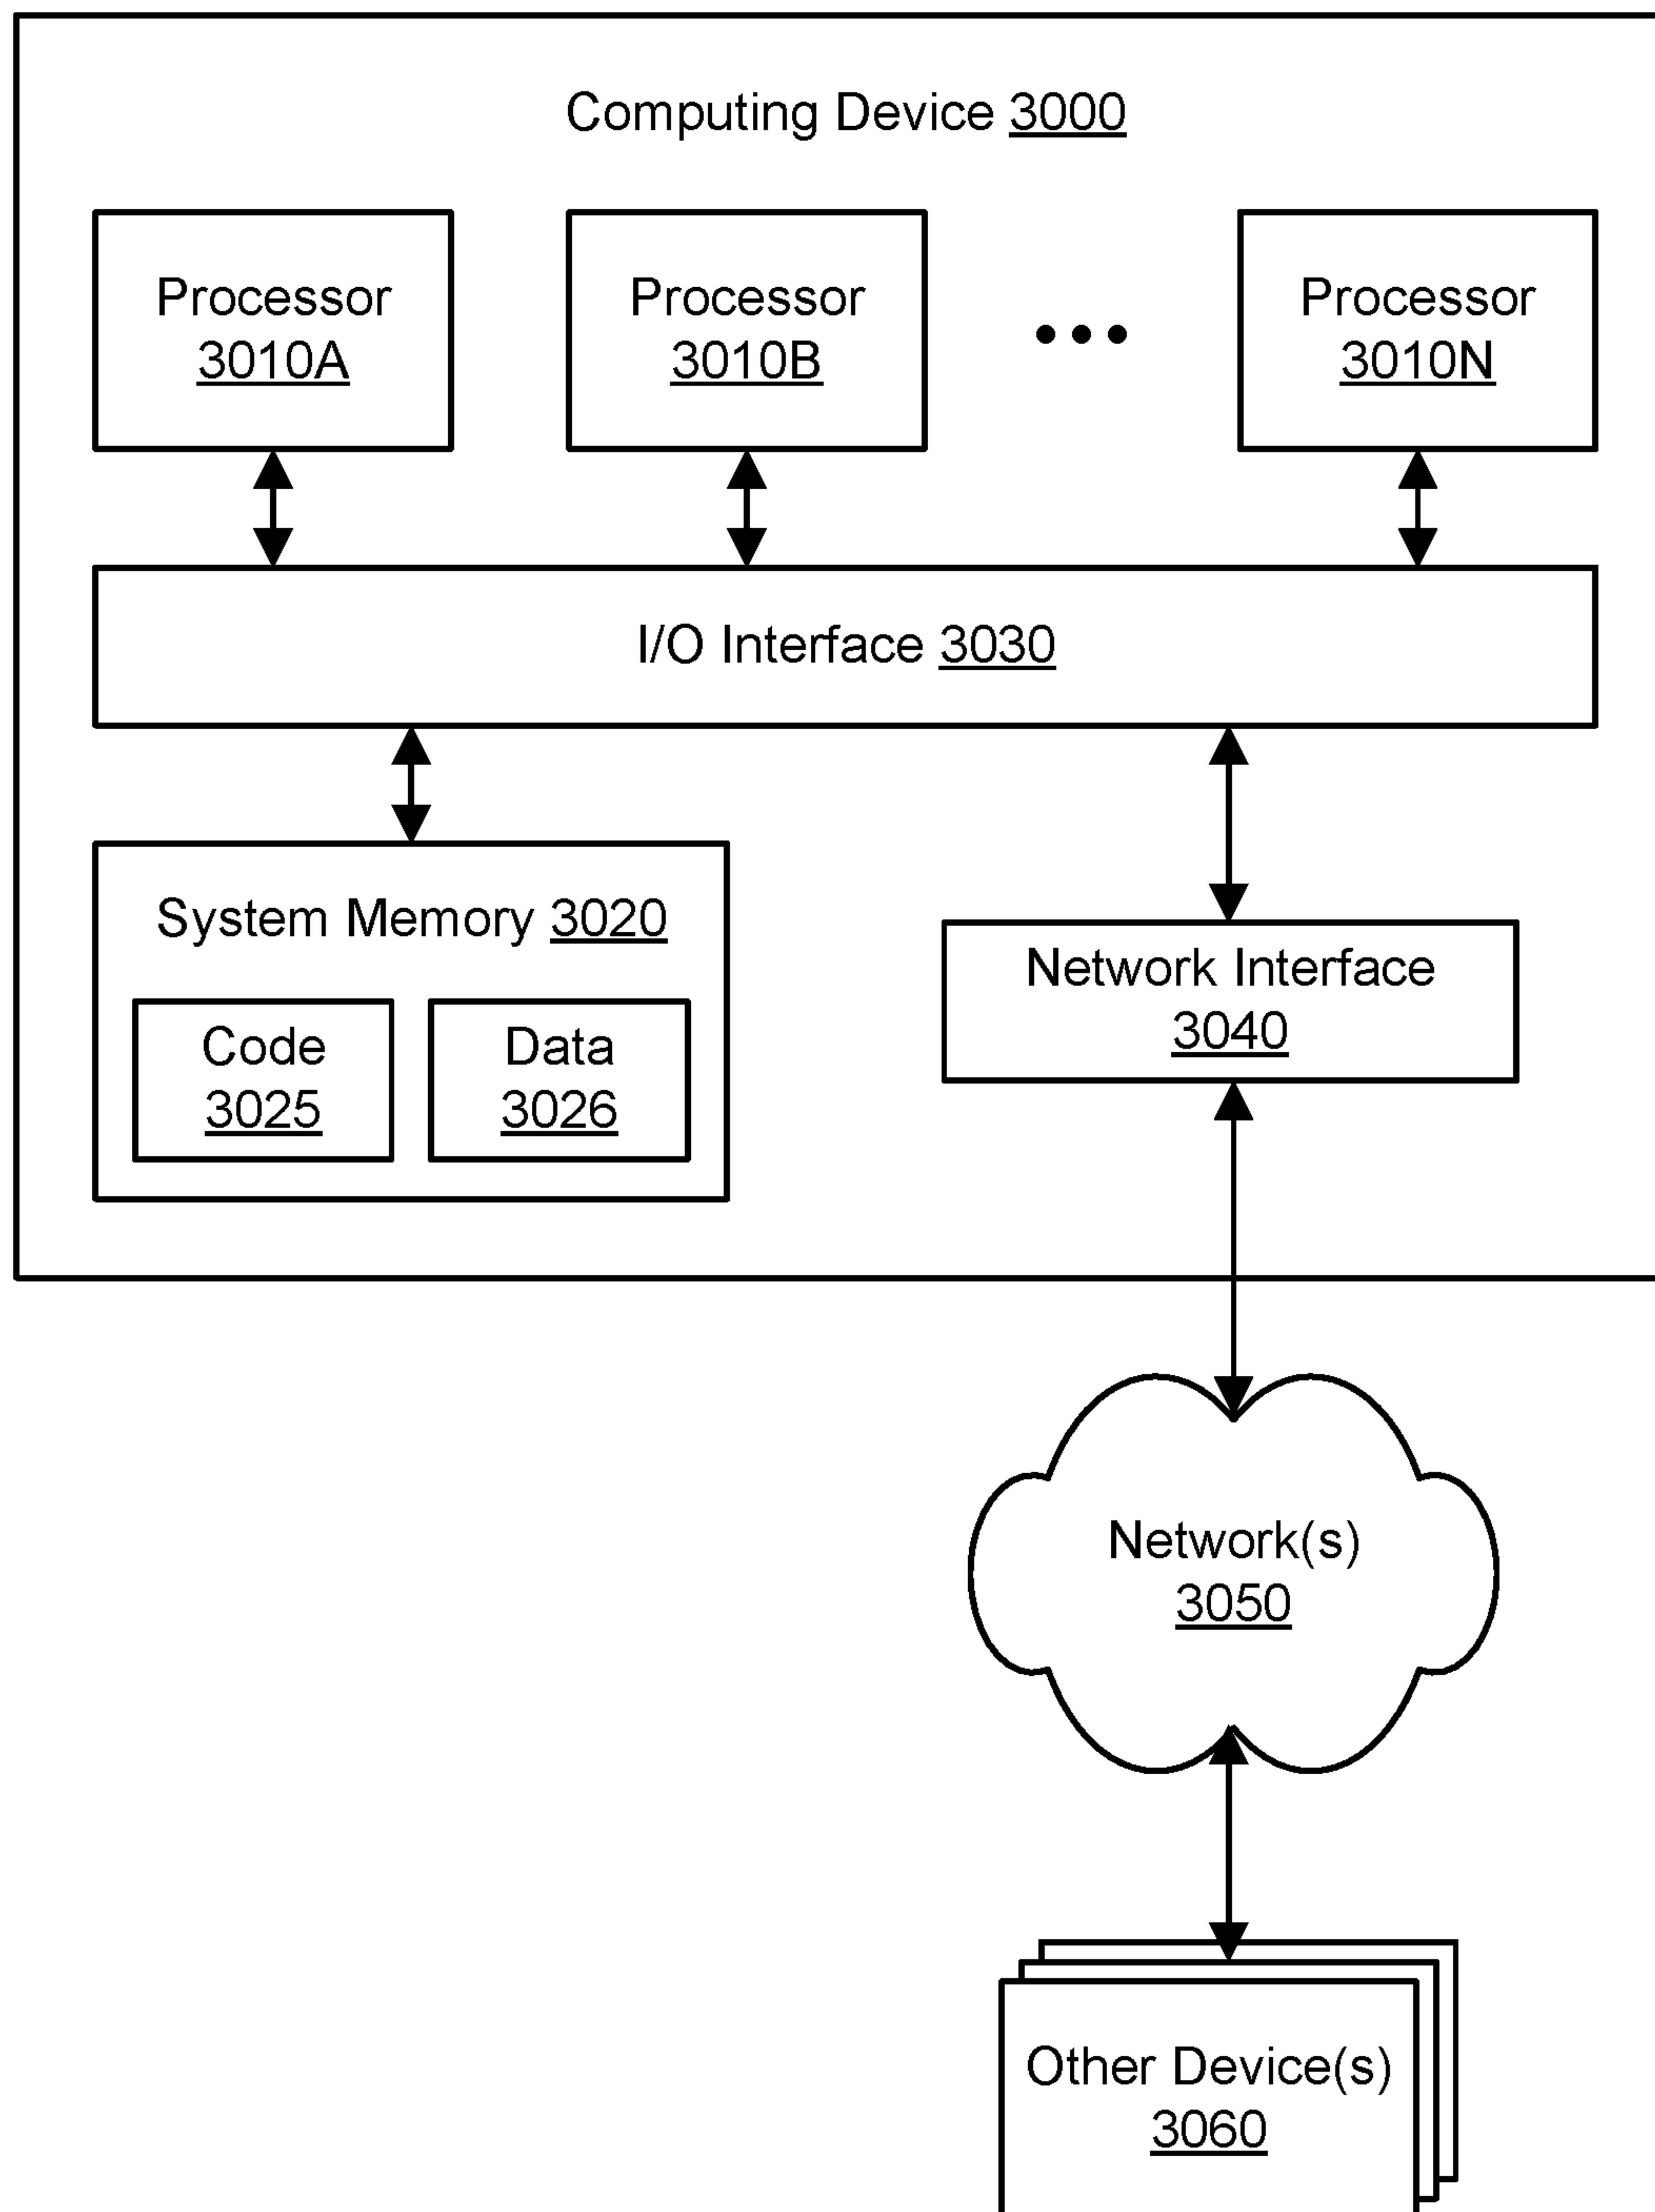 Computing Device 3000
Processor
3010A
Processor
3010B
Processor
3010N
I/O Interface 3030
System Memory 3020
Code
3025
Data
3026
Network Interface
3040
Network(s)
3050
Other Device(s)
3060